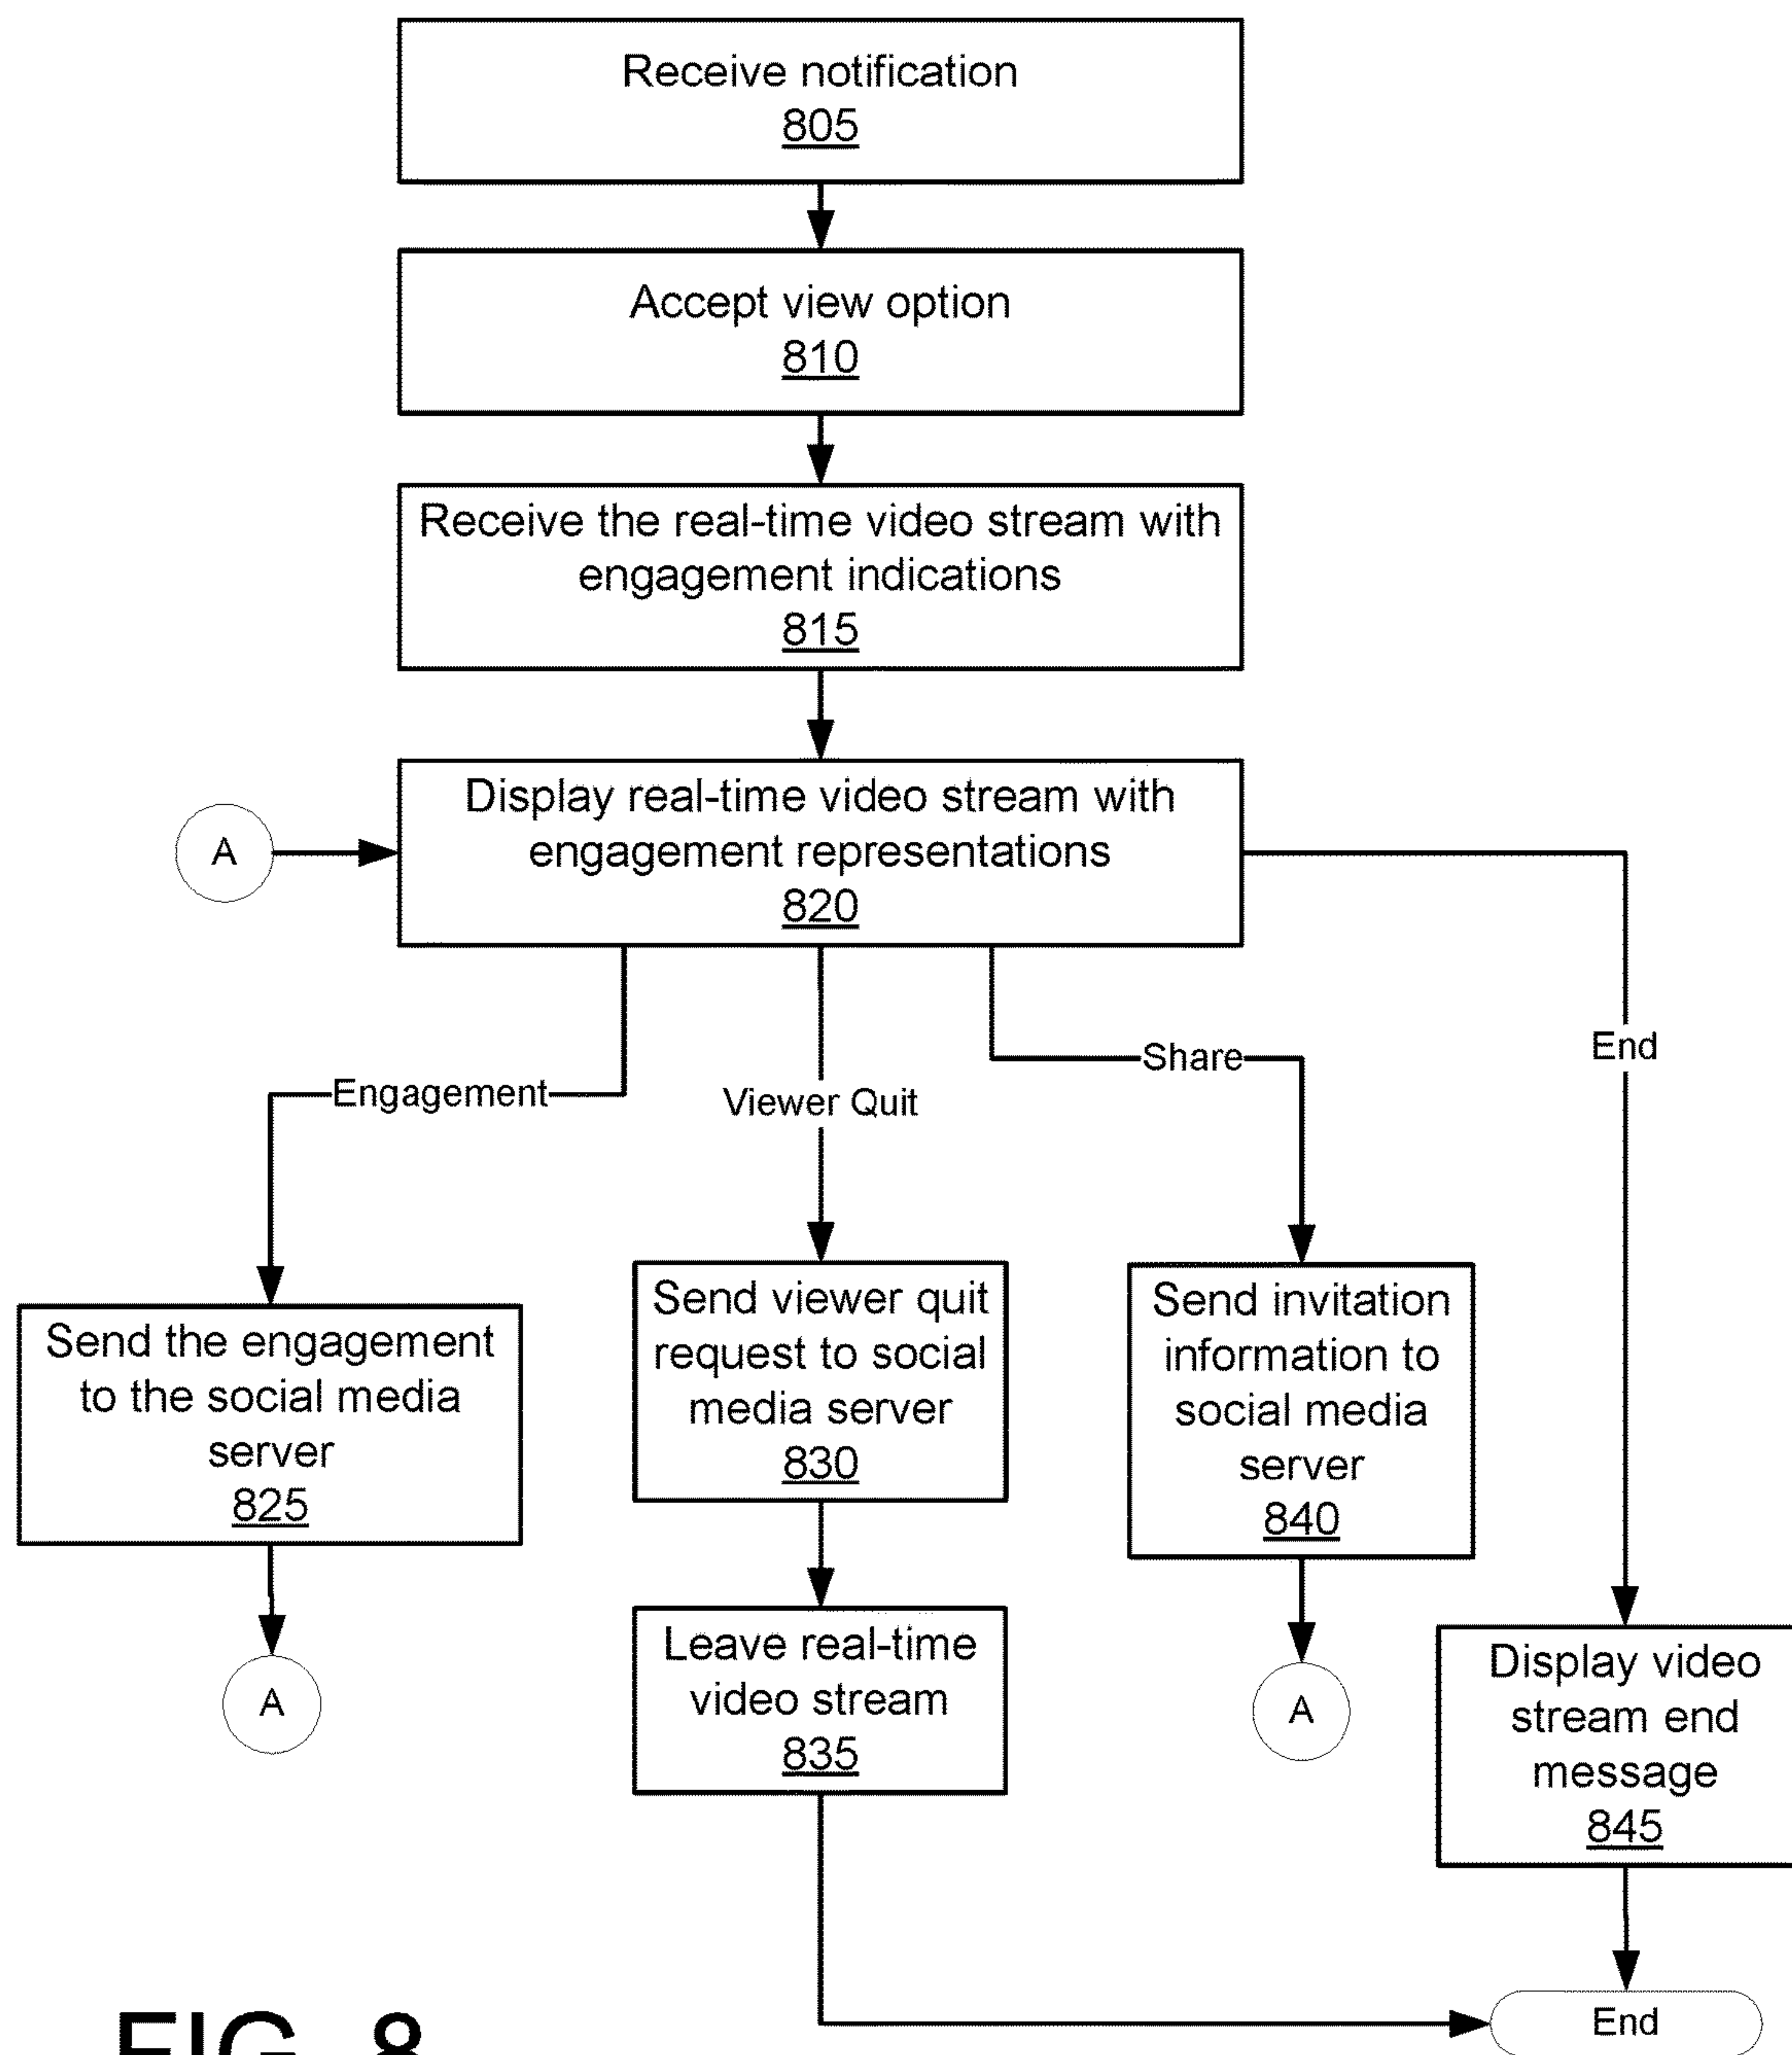 Receive notification
805
Accept view option
810
Receive the real-time video stream with
engagement indications
815
Display real-time video stream with
engagement representations
820
A
Engagement
Viewer Quit
Share
End
Send the engagement
to the social media
server
825
A
Send viewer quit
request to social
media server
830
Leave real-time
video stream
835
Send invitation
information to
social media
server
840
A
Display video
stream end
message
845
End
FIG. 8